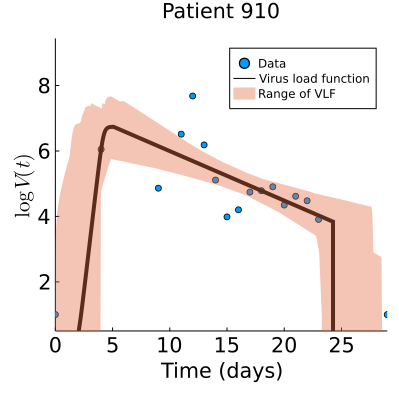 Patient 910
Data
Virus load function
Range of VLF
log V(t)
8
6
4
2
0 5 10 15 20 25
Time (days)